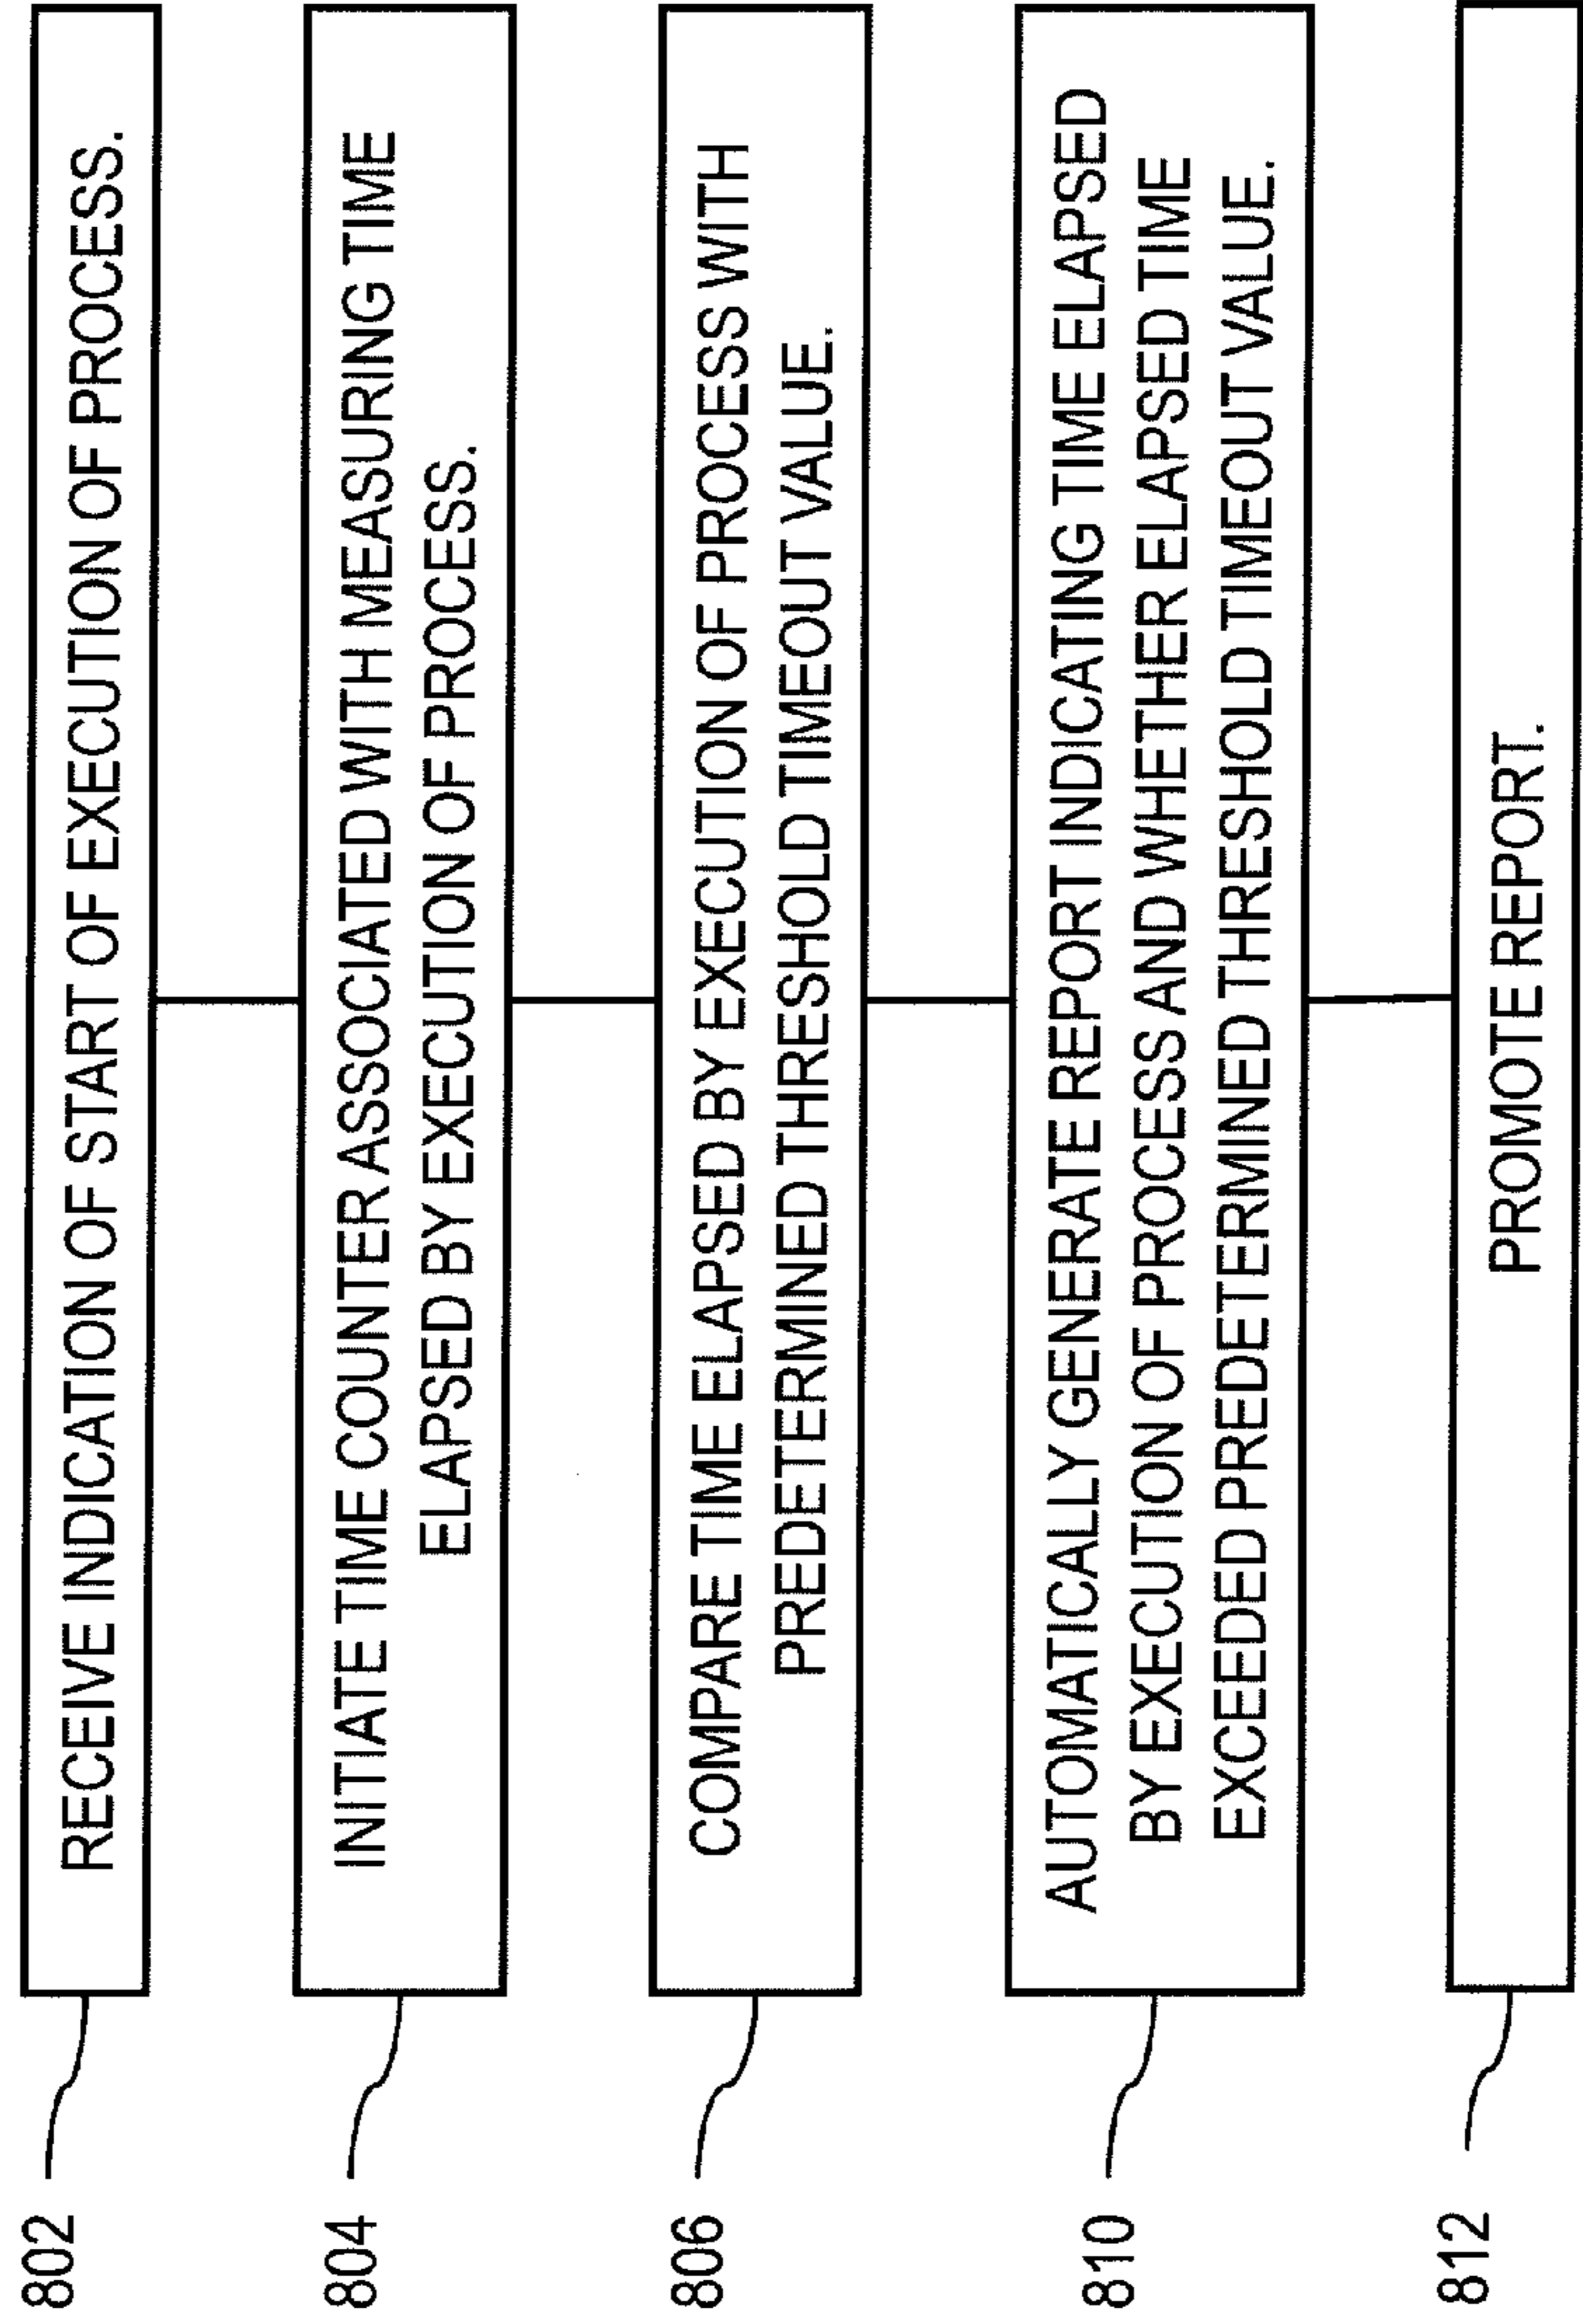 802
RECEIVE INDICATION OF START OF EXECUTION OF PROCESS.
804
INITIATE TIME COUNTER ASSOCIATED WITH MEASURING TIME
ELAPSED BY EXECUTION OF PROCESS.
806
COMPARE TIME ELAPSED BY EXECUTION OF PROCESS WITH
PREDETERMINED THRESHOLD TIMEOUT VALUE.
810
AUTOMATICALLY GENERATE REPORT INDICATING TIME ELAPSED
BY EXECUTION OF PROCESS AND WHETHER ELAPSED TIME
EXCEEDED PREDETERMINED THRESHOLD TIMEOUT VALUE.
812
PROMOTE REPORT.